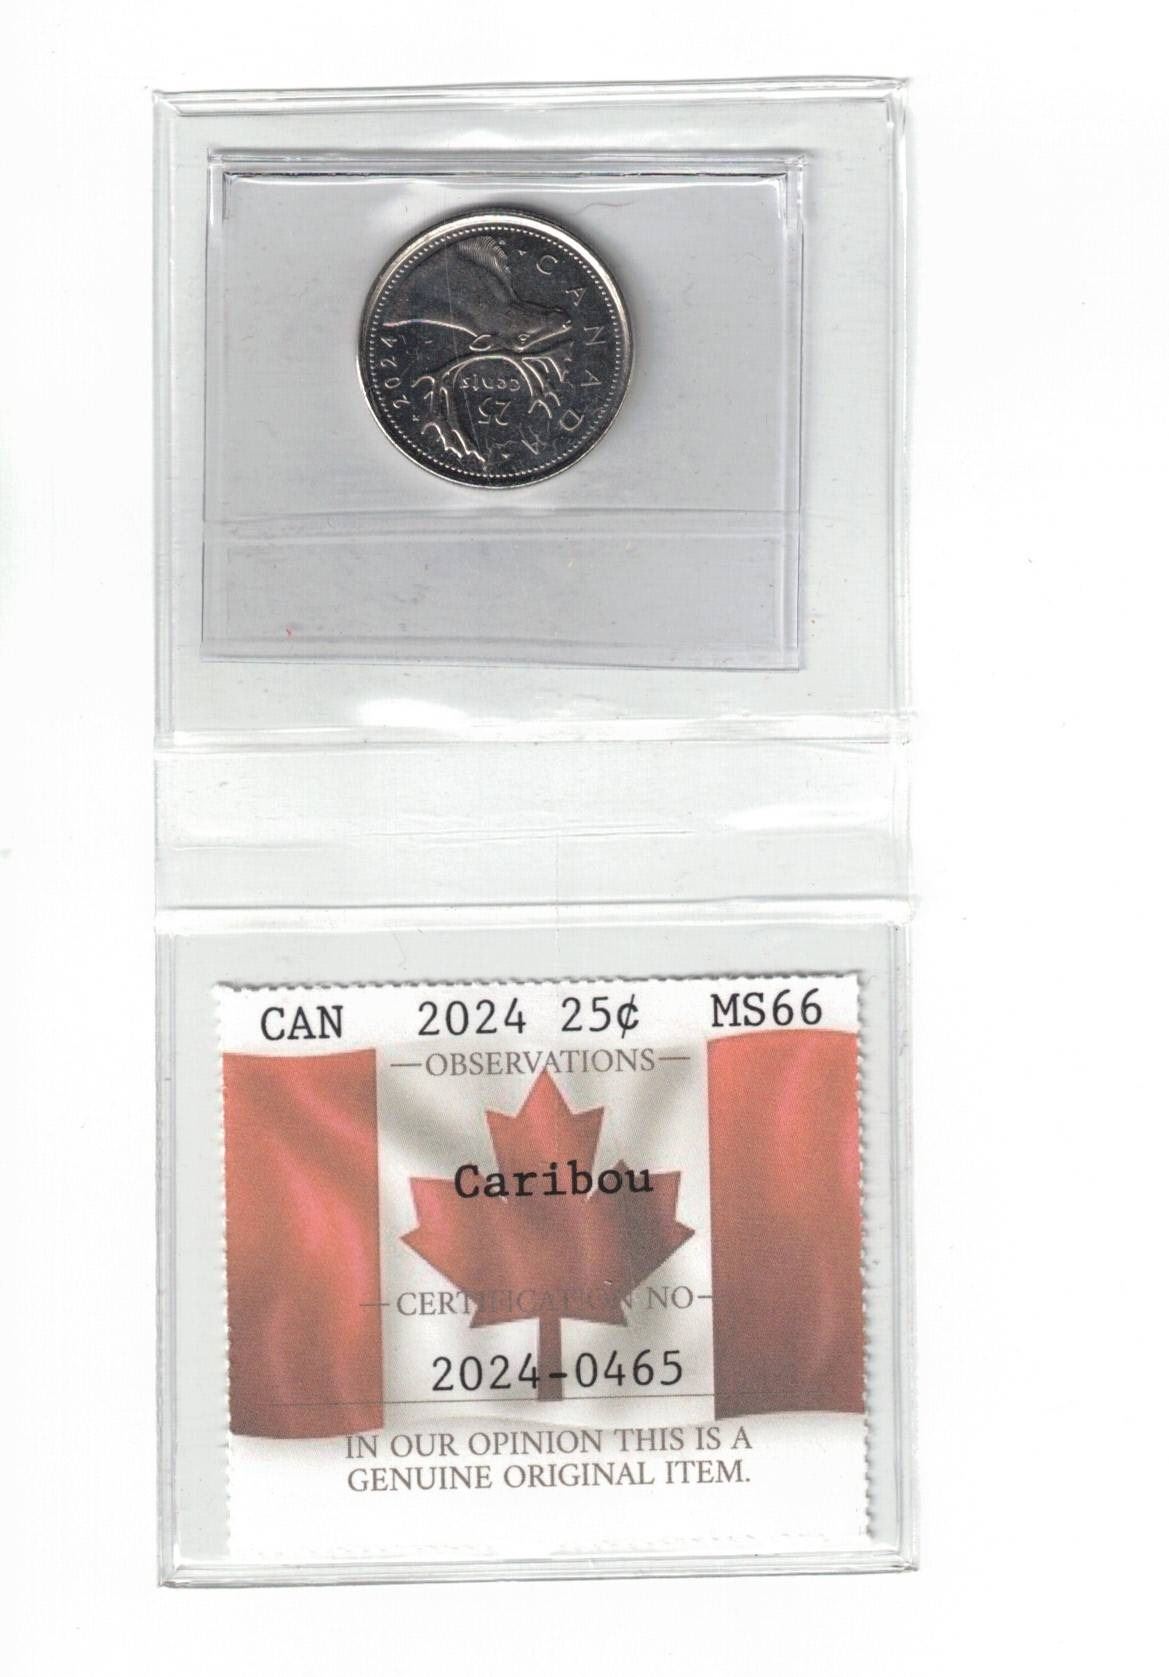 CANADA
2024
25
cents
CAN 2024 25¢ MS66
OBSERVATIONS
Caribou
CERTIFICATION NO
2024-0465
IN OUR OPINION THIS IS A
GENUINE ORIGINAL ITEM.